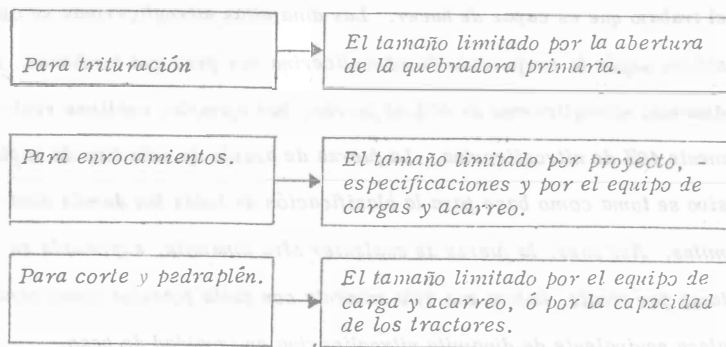 Para trituración
El tamaño limitado por la abertura
de la quebradora primaria.
Para enrocamientos.
El tamaño limitado por proyecto,
especificaciones y por el equipo de
cargas y acarreo.
Para corte y pedraplén.
El tamaño limitado por el equipo de
carga y acarreo, ó por la capacidad
de los tractores.